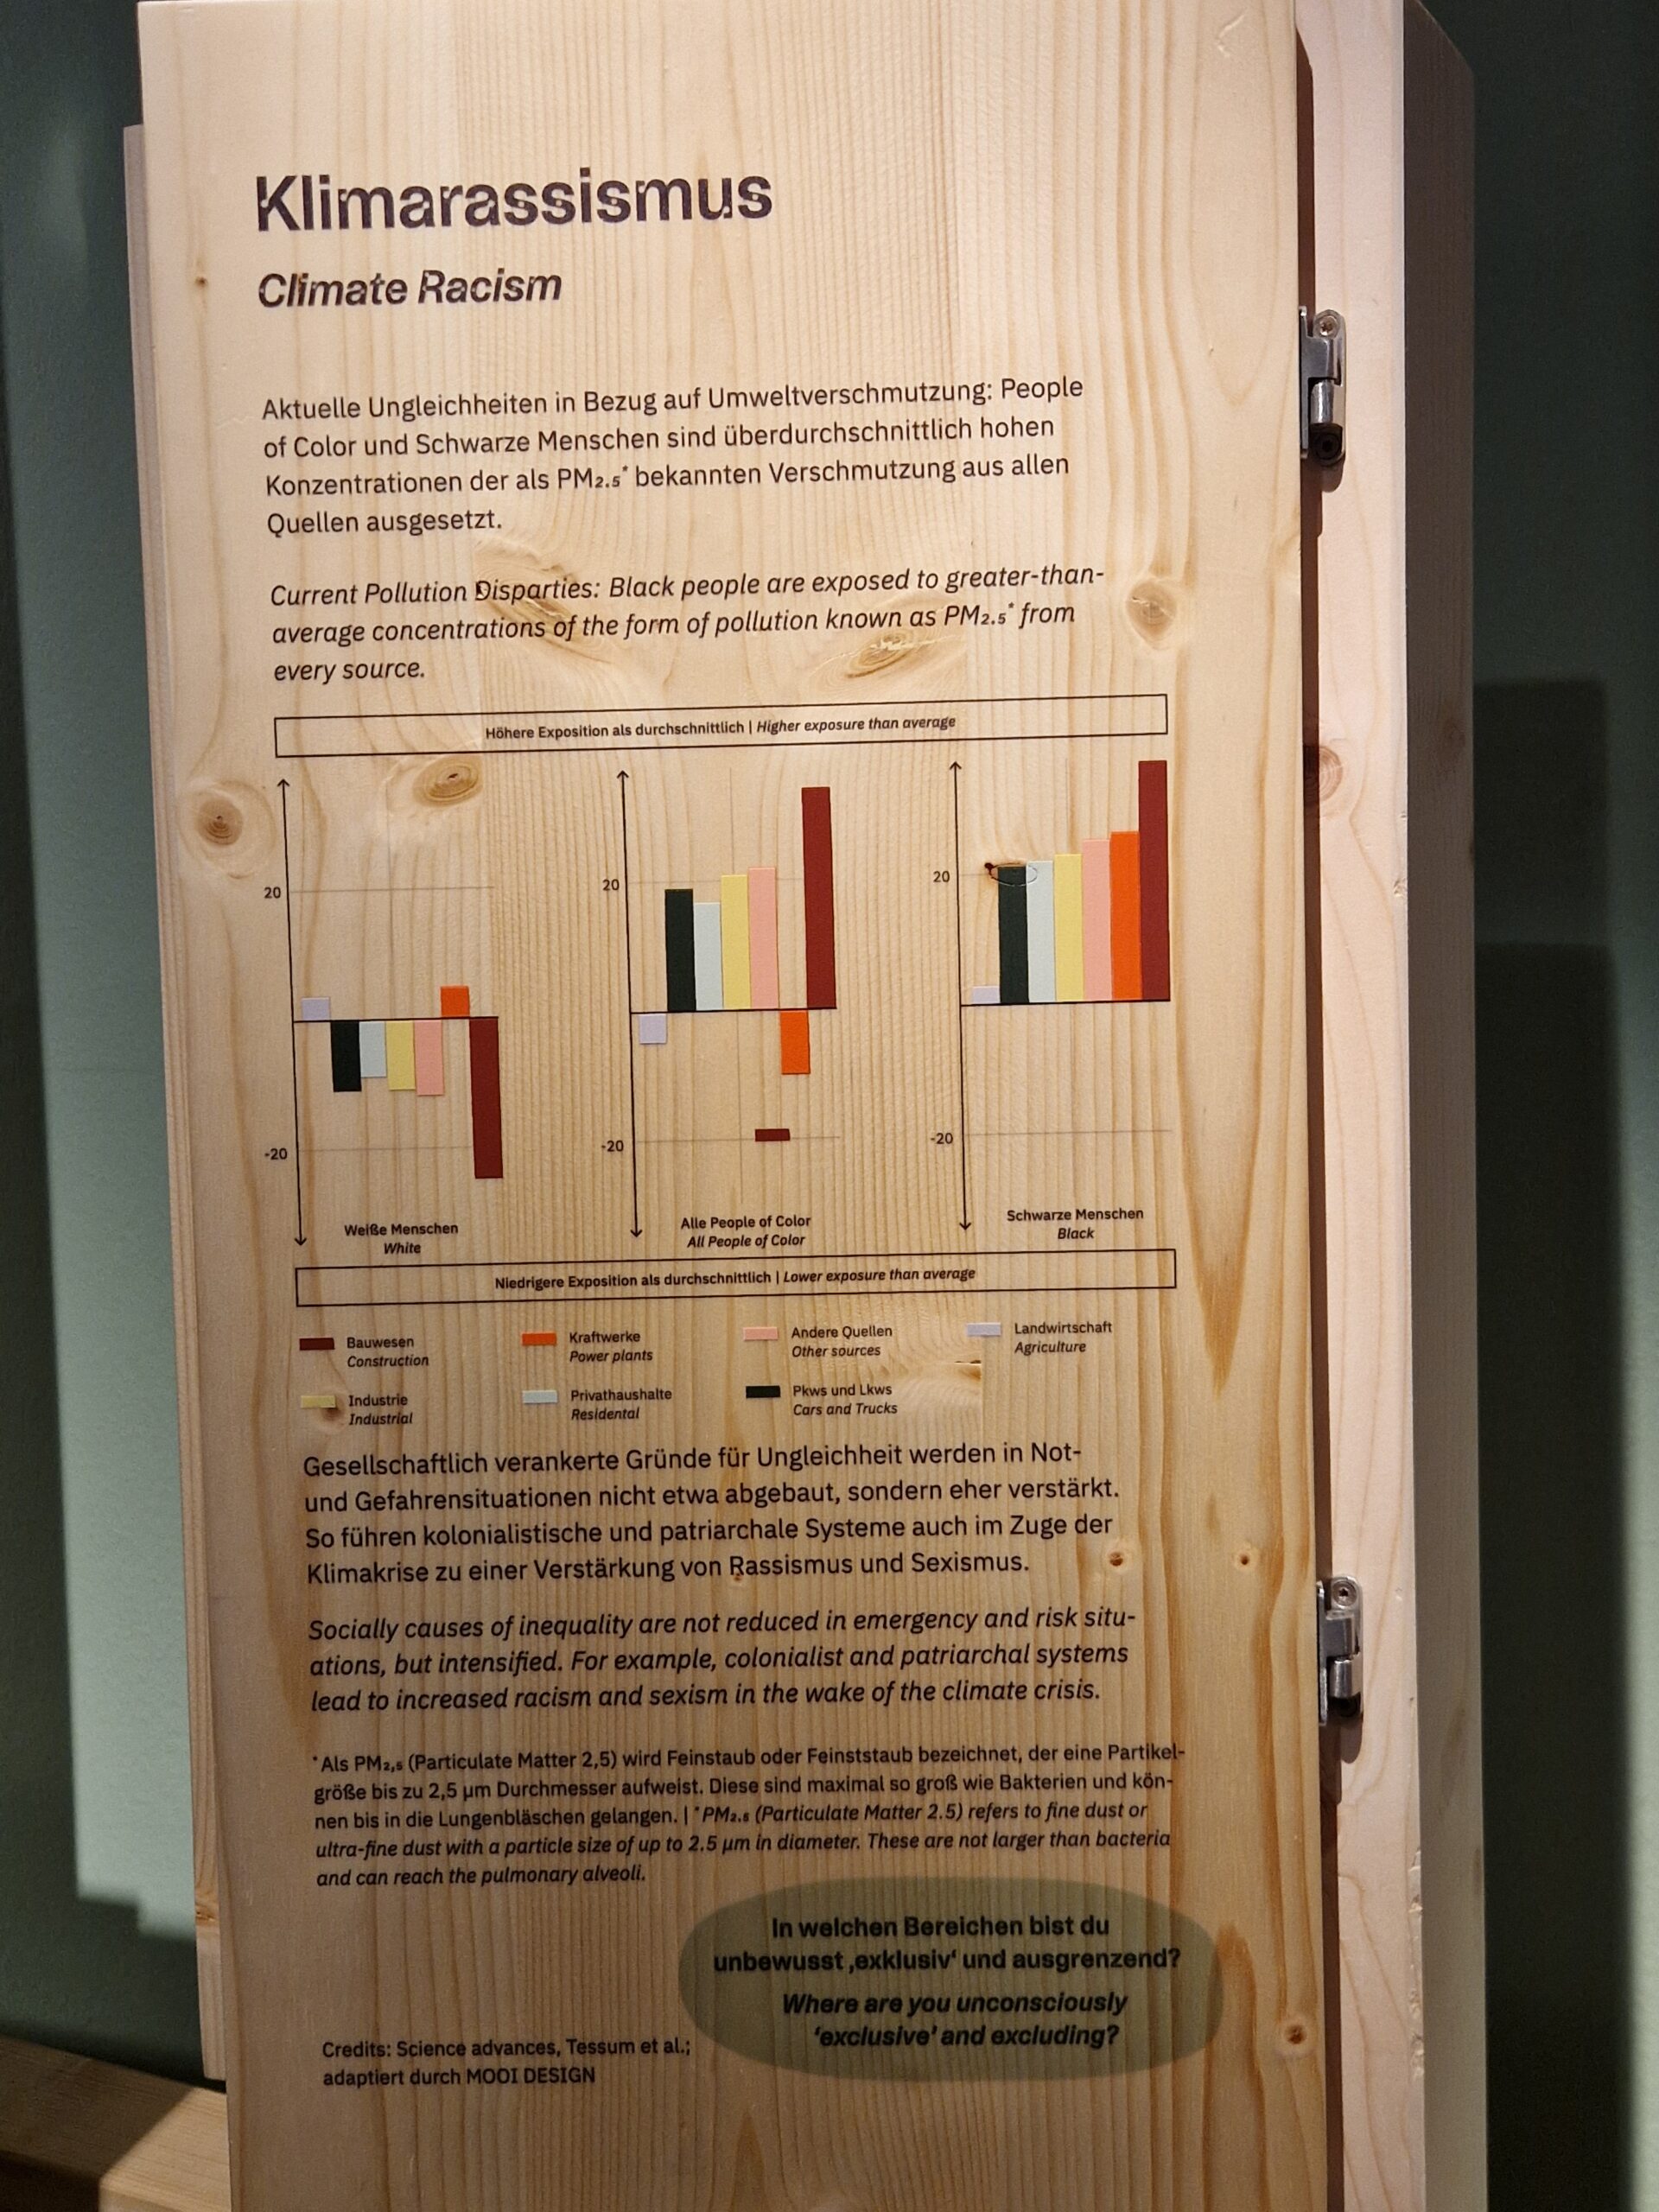 Klimarassismus
Climate Racism
Aktuelle Ungleichheiten in Bezug auf Umweltverschmutzung: People
of Color und Schwarze Menschen sind überdurchschnittlich hohen
Konzentrationen der als PM₂.₅* bekannten Verschmutzung aus allen
Quellen ausgesetzt.
Current Pollution Disparties: Black people are exposed to greater-than-
average concentrations of the form of pollution known as PM₂.₅* from
every source.
Höhere Exposition als durchschnittlich | Higher exposure than average
20
20
20
-20
-20
-20
Weiße Menschen
White
Alle People of Color
All People of Color
Schwarze Menschen
Black
Niedrigere Exposition als durchschnittlich | Lower exposure than average
Bauwesen
Construction
Kraftwerke
Power plants
Andere Quellen
Other sources
Landwirtschaft
Agriculture
Industrie
Industrial
Privathaushalte
Residental
Pkws und Lkws
Cars and Trucks
Gesellschaftlich verankerte Gründe für Ungleichheit werden in Not-
und Gefahrensituationen nicht etwa abgebaut, sondern eher verstärkt.
So führen kolonialistische und patriarchale Systeme auch im Zuge der
Klimakrise zu einer Verstärkung von Rassismus und Sexismus.
Socially causes of inequality are not reduced in emergency and risk situ-
ations, but intensified. For example, colonialist and patriarchal systems
lead to increased racism and sexism in the wake of the climate crisis.
*Als PM₂,₅ (Particulate Matter 2,5) wird Feinstaub oder Feinststaub bezeichnet, der eine Partikel-
größe bis zu 2,5 µm Durchmesser aufweist. Diese sind maximal so groß wie Bakterien und kön-
nen bis in die Lungenbläschen gelangen. | *PM₂.₅ (Particulate Matter 2.5) refers to fine dust or
ultra-fine dust with a particle size of up to 2.5 µm in diameter. These are not larger than bacteria
and can reach the pulmonary alveoli.
In welchen Bereichen bist du
unbewusst ‚exklusiv‘ und ausgrenzend?
Where are you unconsciously
‘exclusive’ and excluding?
Credits: Science advances, Tessum et al.;
adaptiert durch MOOI DESIGN